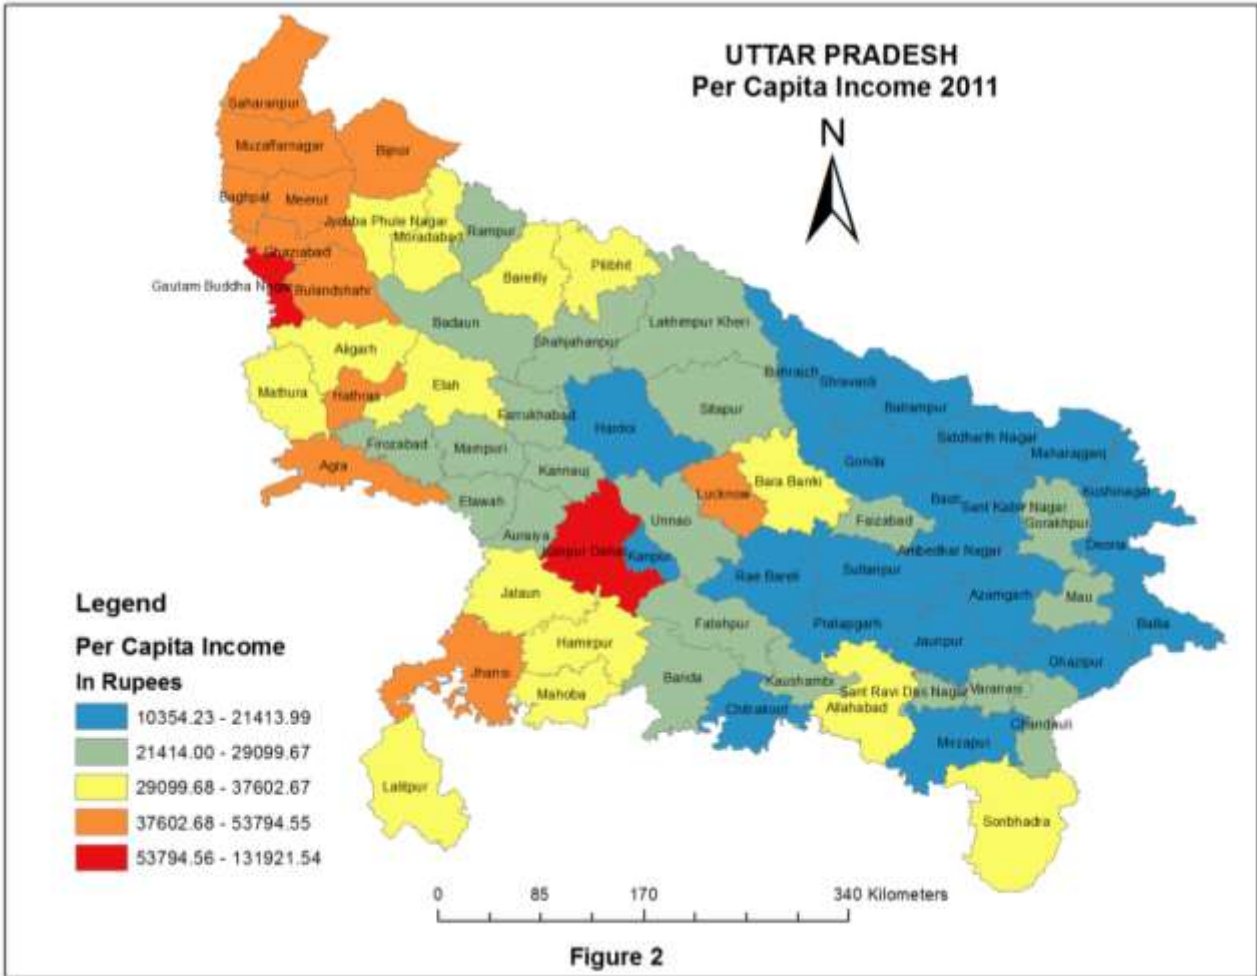 UTTAR PRADESH
Per Capita Income 2011
N
Saharanpur
Muzaffarnagar
Bijnor
Baghpat
Meerut
Jyotiba Phule Nagar
Moradabad
Rampur
Ghaziabad
Bareilly
Pilibhit
Gautam Buddha Nagar
Bulandshahr
Badaun
Lakhimpur Kheri
Shahjahanpur
Aligarh
Bahraich
Shravasti
Mathura
Hathras
Etah
Balrampur
Farrukhabad
Sitapur
Hardoi
Siddharth Nagar
Firozabad
Mainpuri
Maharajganj
Agra
Kannauj
Gonda
Bara Banki
Kushinagar
Lucknow
Etawah
Basti
Sant Kabir Nagar
Unnao
Faizabad
Gorakhpur
Auraiya
Kanpur Dehat
Kanpur
Ambedkar Nagar
Deoria
Rae Bareli
Sultanpur
Jalaun
Azamgarh
Mau
Fatehpur
Pratapgarh
Ballia
Hamirpur
Jaunpur
Ghazipur
Jhansi
Banda
Kaushambi
Mahoba
Sant Ravi Das Nagar
Varanasi
Chitrakoot
Allahabad
Chandauli
Mirzapur
Lalitpur
Sonbhadra
Legend
Per Capita Income
In Rupees
10354.23 - 21413.99
21414.00 - 29099.67
29099.68 - 37602.67
37602.68 - 53794.55
53794.56 - 131921.54
0 85 170 340 Kilometers
Figure 2